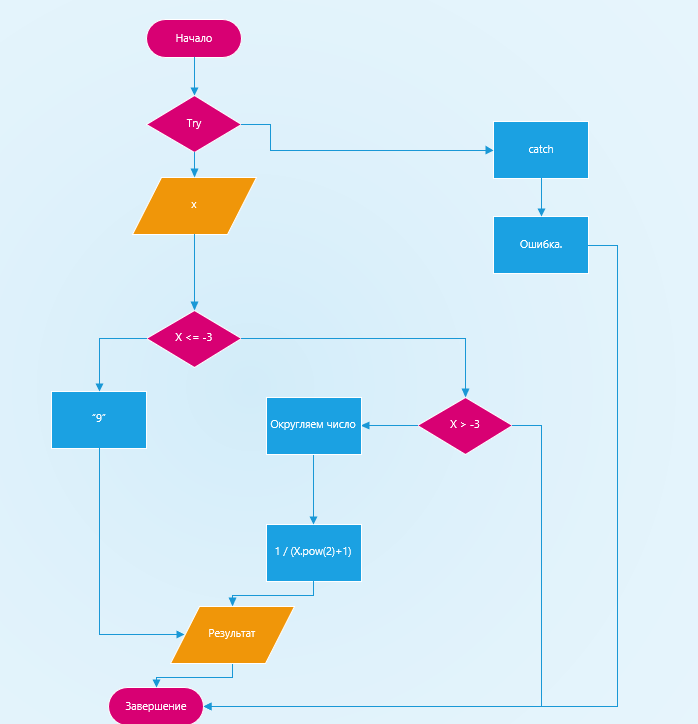 Начало
Try
catch
x
Ошибка.
X <= -3
“9”
Округляем число
X > -3
1 / (X.pow(2)+1)
Результат
Завершение